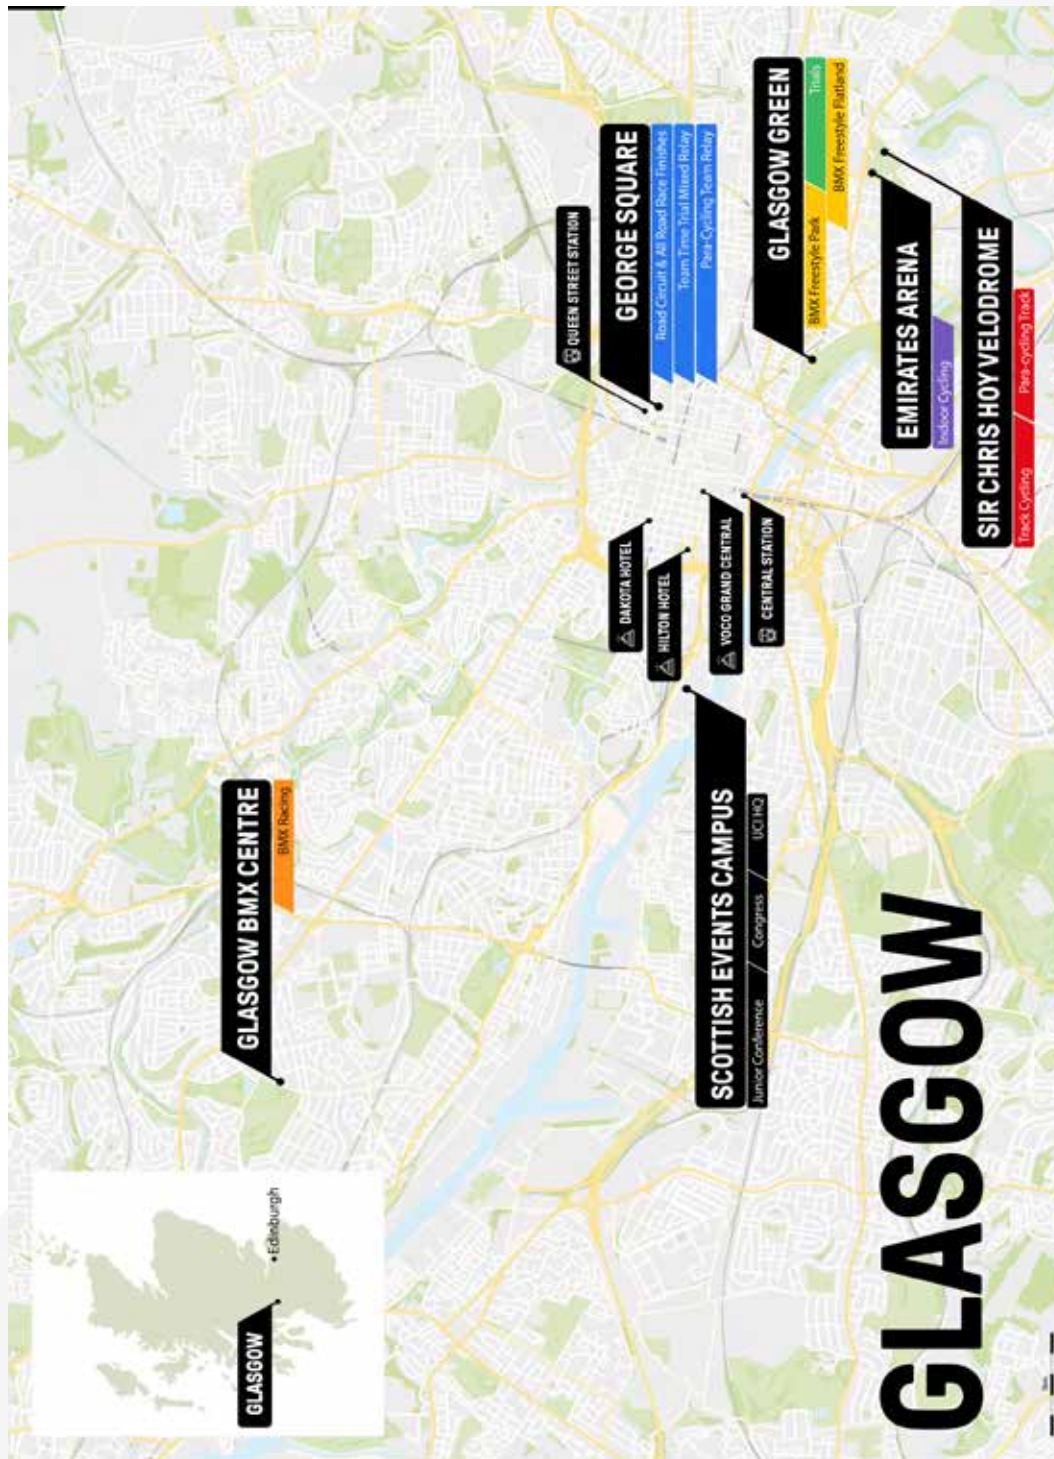 GLASGOW
Edinburgh
GLASGOW BMX CENTRE
BMX Racing
QUEEN STREET STATION
GEORGE SQUARE
Road Circuit & All Road Race Finishes
Team Time Trial Mixed Relay
Para-Cycling Team Relay
DAKOTA HOTEL
HILTON HOTEL
VOCO GRAND CENTRAL
CENTRAL STATION
SCOTTISH EVENTS CAMPUS
Junior Conference / Congress / UCI HQ
GLASGOW GREEN
BMX Freestyle Park Trials
BMX Freestyle Flatland
EMIRATES ARENA
Indoor Cycling
SIR CHRIS HOY VELODROME
Track Cycling / Para-cycling Track
GLASGOW